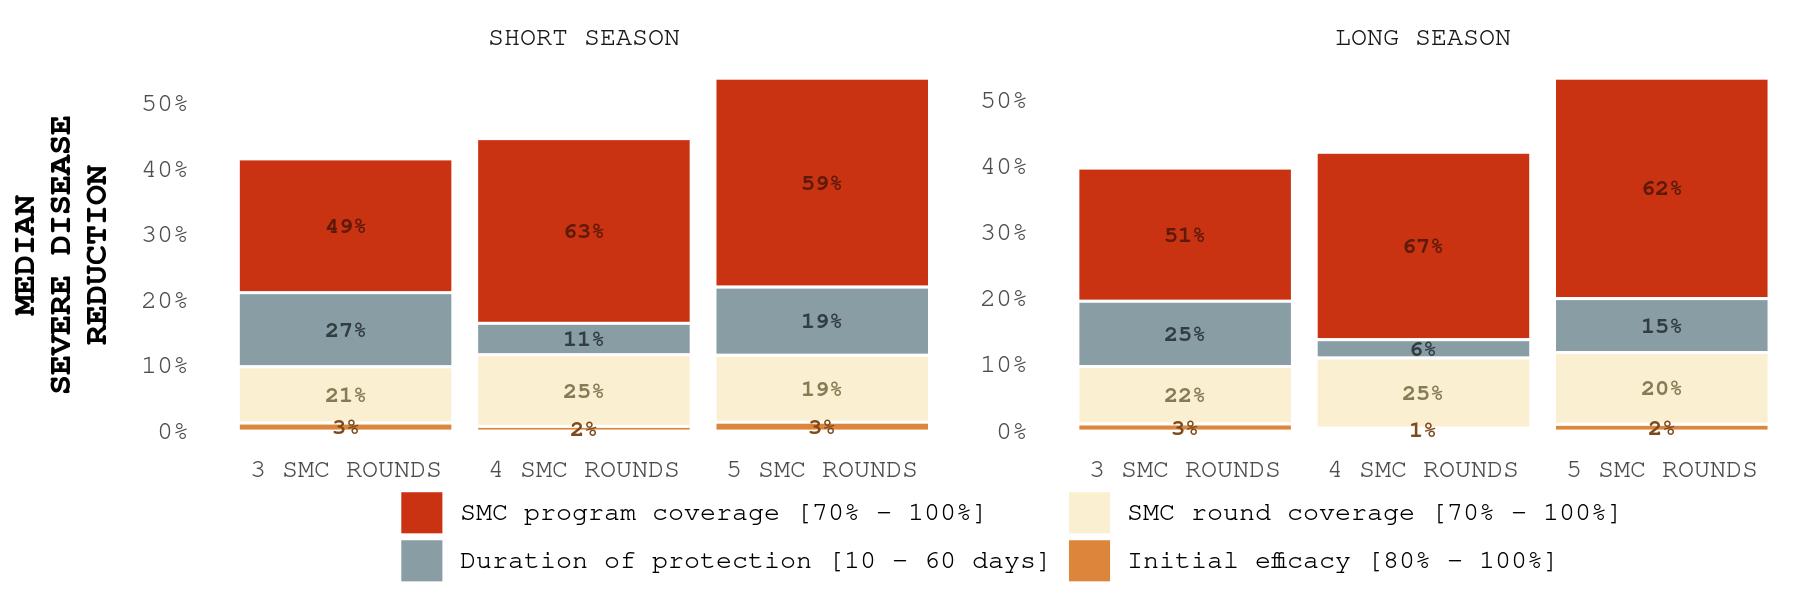 SHORT SEASON
LONG SEASON
MEDIAN
SEVERE DISEASE
REDUCTION
50%
40%
30%
20%
10%
0%
49%
27%
21%
3%
63%
11%
25%
2%
59%
19%
19%
3%
3 SMC ROUNDS
4 SMC ROUNDS
5 SMC ROUNDS
50%
40%
30%
20%
10%
0%
51%
25%
22%
3%
67%
6%
25%
1%
62%
15%
20%
2%
3 SMC ROUNDS
4 SMC ROUNDS
5 SMC ROUNDS
SMC program coverage [70% – 100%]
SMC round coverage [70% – 100%]
Duration of protection [10 – 60 days]
Initial efficacy [80% – 100%]